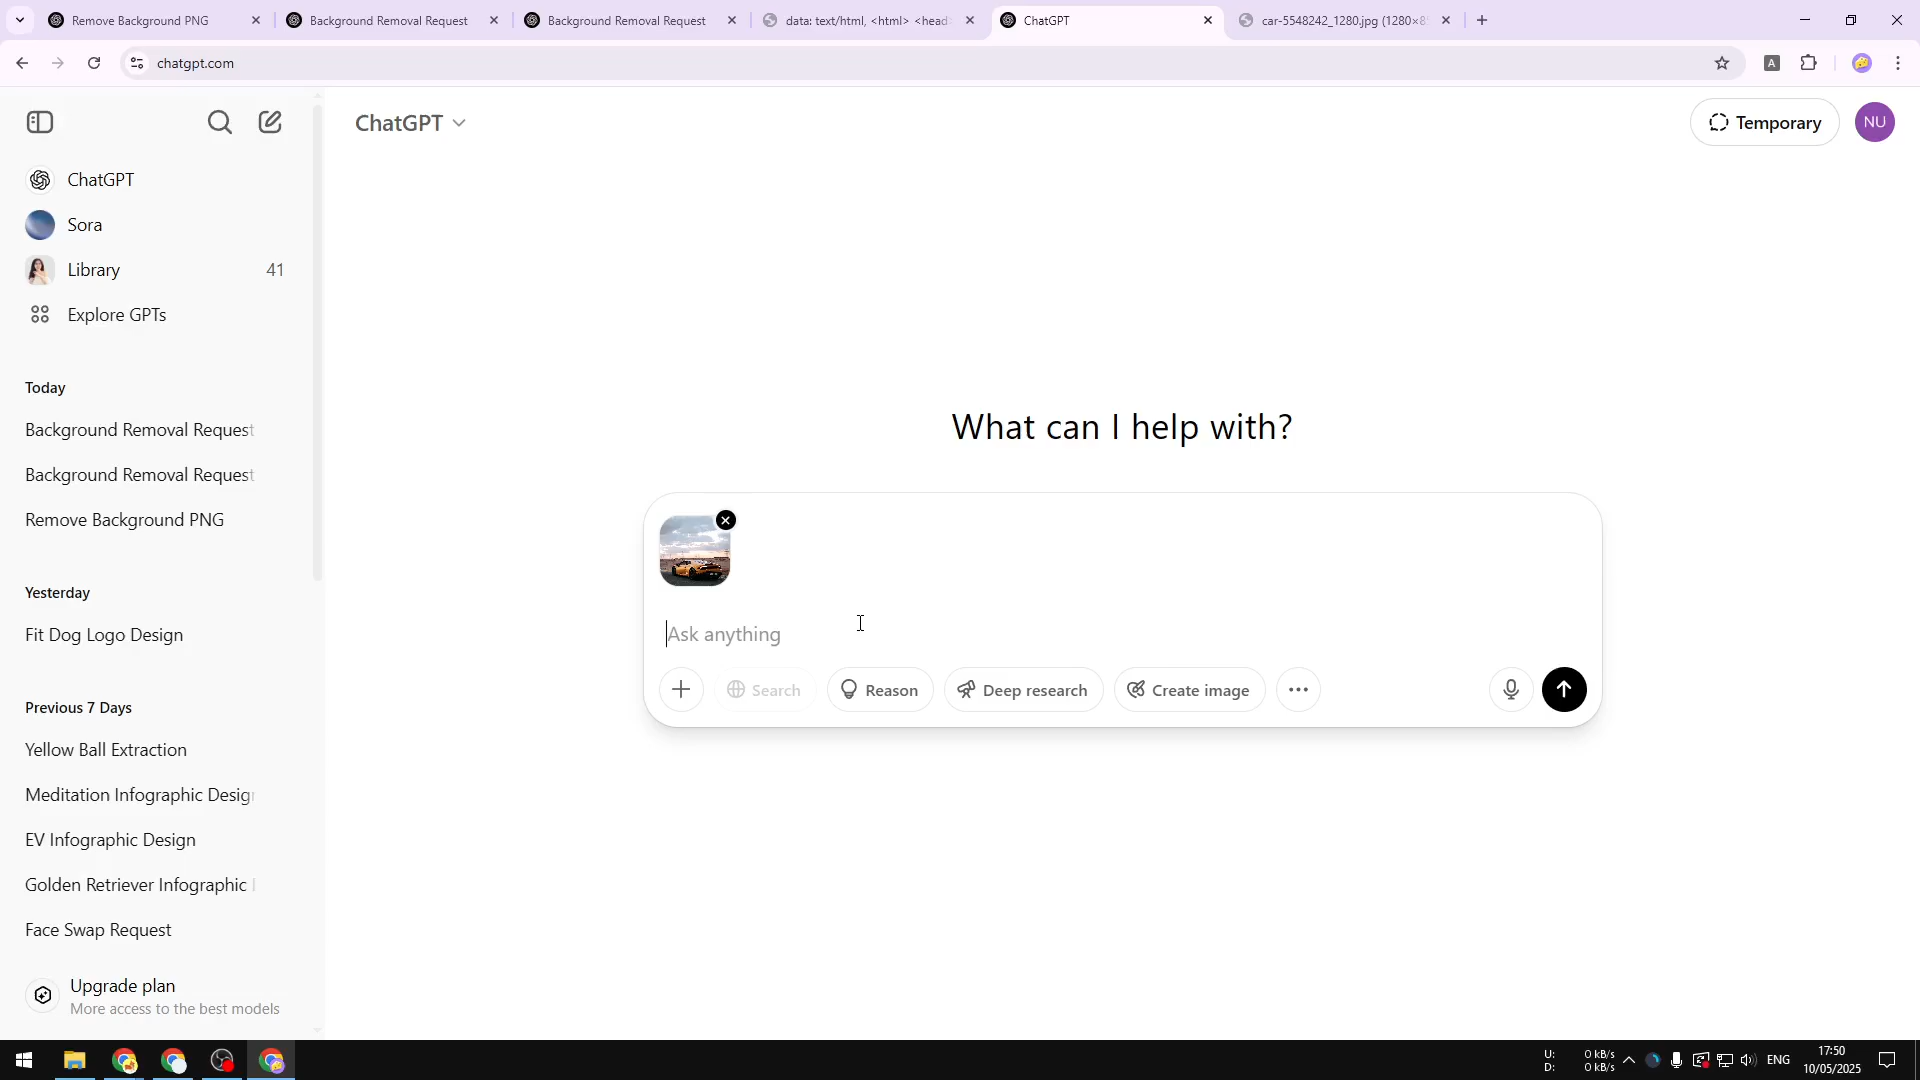 Remove Background PNG
Background Removal Request
Background Removal Request
data: text/html, <html> <head>
ChatGPT
car-5548242_1280.jpg (1280×8
chatgpt.com
A
ChatGPT
Temporary
NU
ChatGPT
Sora
Library 41
Explore GPTs
Today
Background Removal Request
Background Removal Request
Remove Background PNG
Yesterday
Fit Dog Logo Design
Previous 7 Days
Yellow Ball Extraction
Meditation Infographic Design
EV Infographic Design
Golden Retriever Infographic
Face Swap Request
Upgrade plan
More access to the best models
What can I help with?
Ask anything
Search
Reason
Deep research
Create image
U: 0 kB/s
D: 0 kB/s
ENG
17:50
10/05/2025